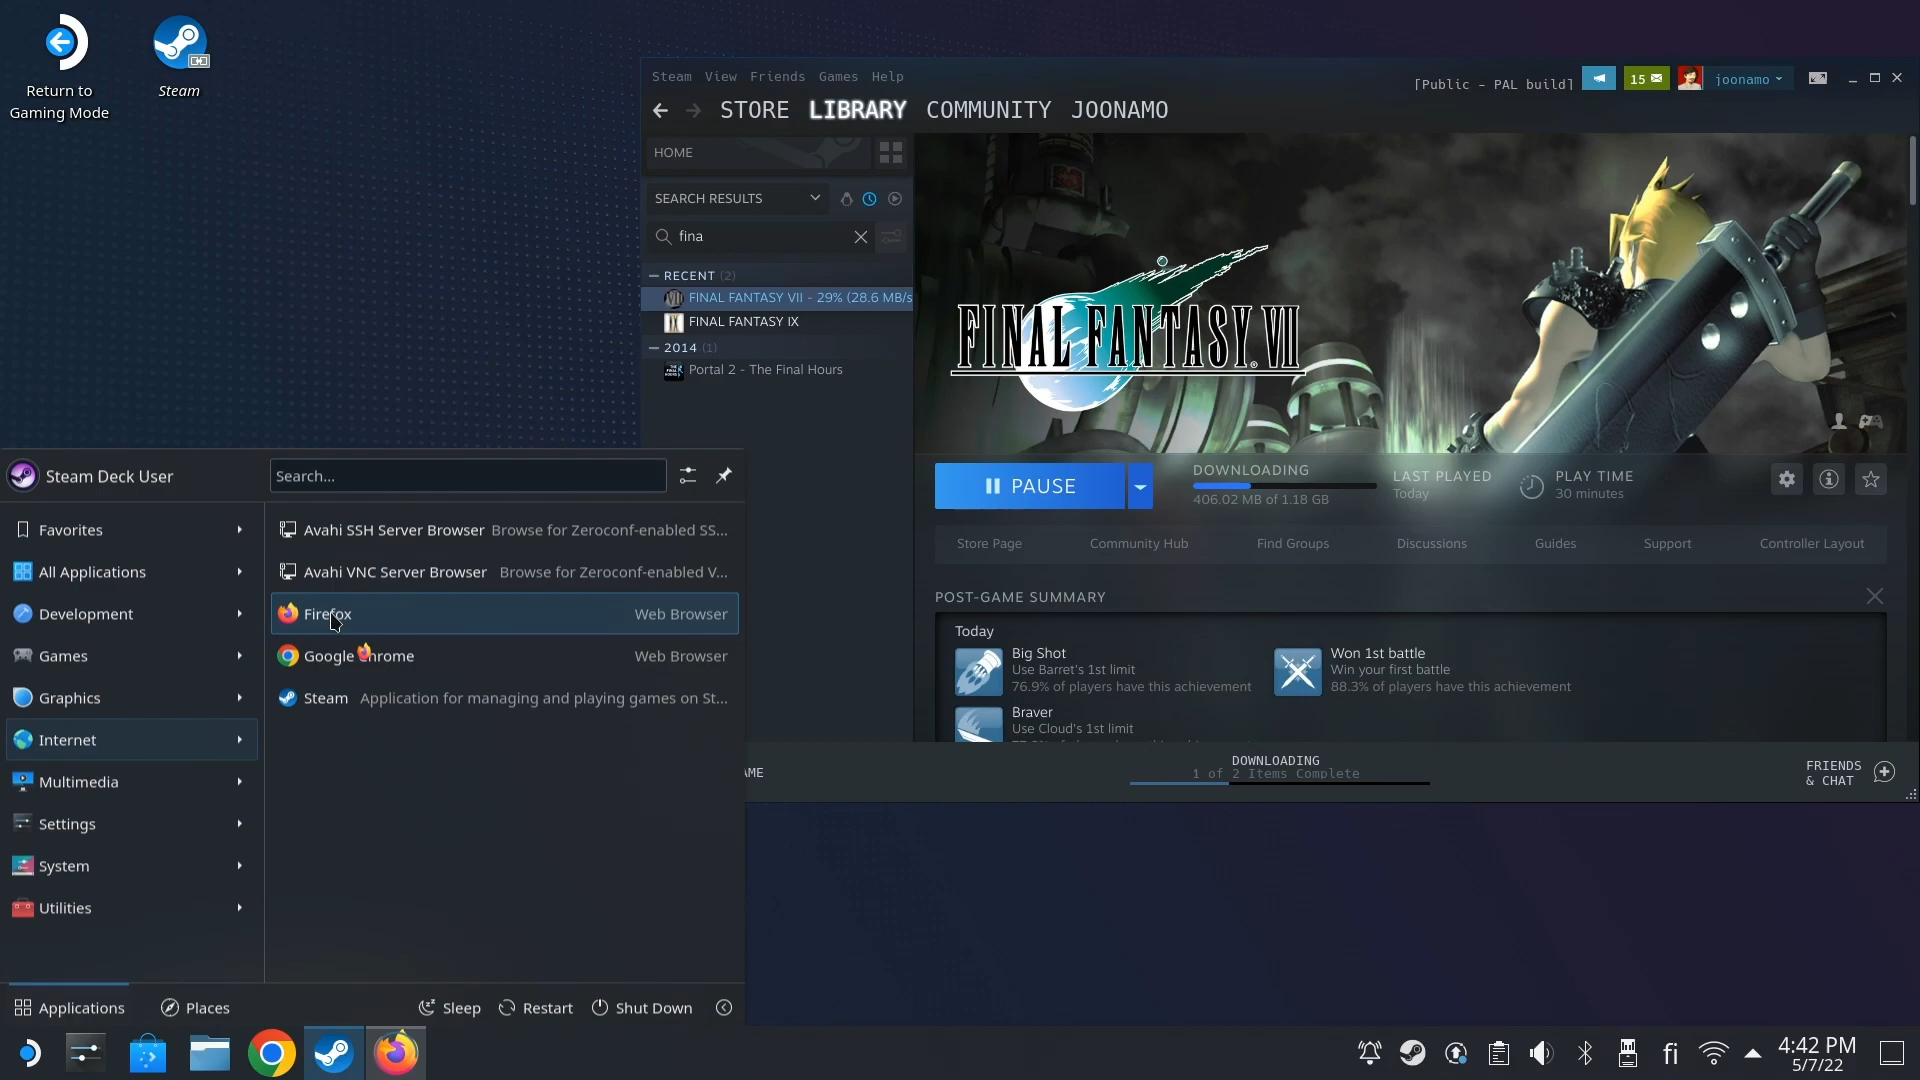 Return to
Gaming Mode
Steam
Steam View Friends Games Help
[Public - PAL build]
15
joonamo
STORE LIBRARY COMMUNITY JOONAMO
HOME
SEARCH RESULTS
fina
RECENT (2)
FINAL FANTASY VII - 29% (28.6 MB/s
FINAL FANTASY IX
2014 (1)
Portal 2 - The Final Hours
FINAL FANTASY VII
PAUSE
DOWNLOADING
406.02 MB of 1.18 GB
LAST PLAYED
Today
PLAY TIME
30 minutes
Store Page Community Hub Find Groups Discussions Guides Support Controller Layout
POST-GAME SUMMARY
Today
Big Shot
Use Barret's 1st limit
76.9% of players have this achievement
Won 1st battle
Win your first battle
88.3% of players have this achievement
Braver
Use Cloud's 1st limit
AME
DOWNLOADING
1 of 2 Items Complete
FRIENDS
& CHAT
Steam Deck User
Search...
Favorites
All Applications
Development
Games
Graphics
Internet
Multimedia
Settings
System
Utilities
Avahi SSH Server Browser Browse for Zeroconf-enabled SS...
Avahi VNC Server Browser Browse for Zeroconf-enabled V...
Firefox Web Browser
Google Chrome Web Browser
Steam Application for managing and playing games on St...
Applications Places Sleep Restart Shut Down
fi
4:42 PM
5/7/22